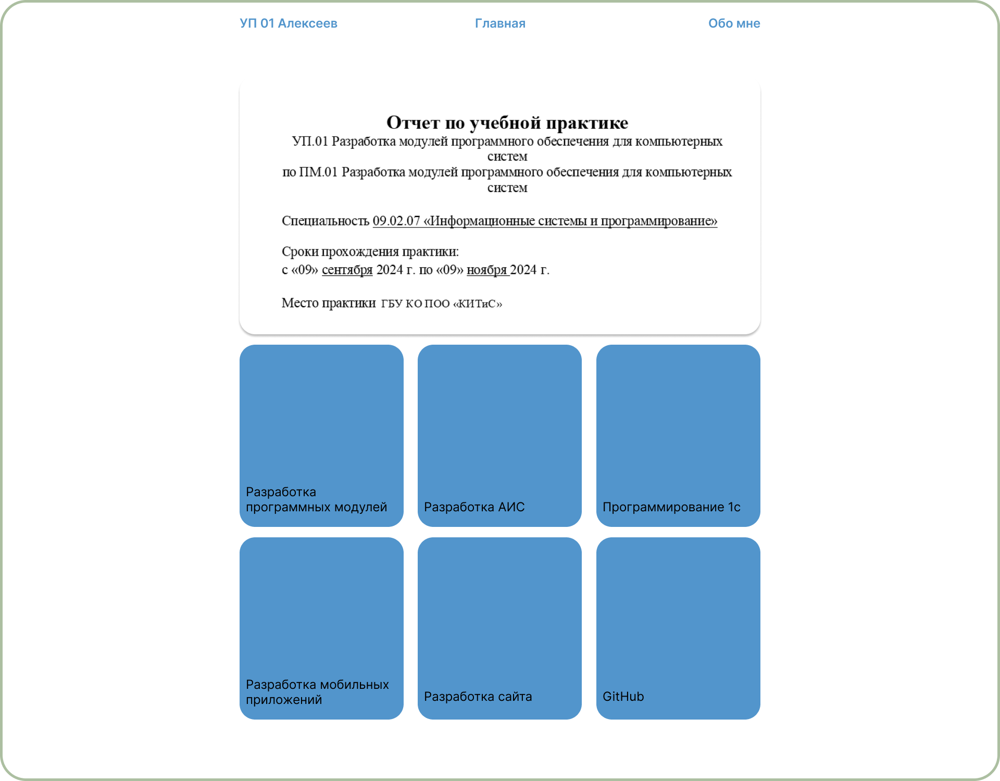 УП 01 Алексеев
Главная
Обо мне
Отчет по учебной практике
УП.01 Разработка модулей программного обеспечения для компьютерных
систем
по ПМ.01 Разработка модулей программного обеспечения для компьютерных
систем
Специальность 09.02.07 «Информационные системы и программирование»
Сроки прохождения практики:
с «09» сентября 2024 г. по «09» ноября 2024 г.
Место практики ГБУ КО ПОО «КИТиС»
Разработка
программных модулей
Разработка АИС
Программирование 1с
Разработка мобильных
приложений
Разработка сайта
GitHub